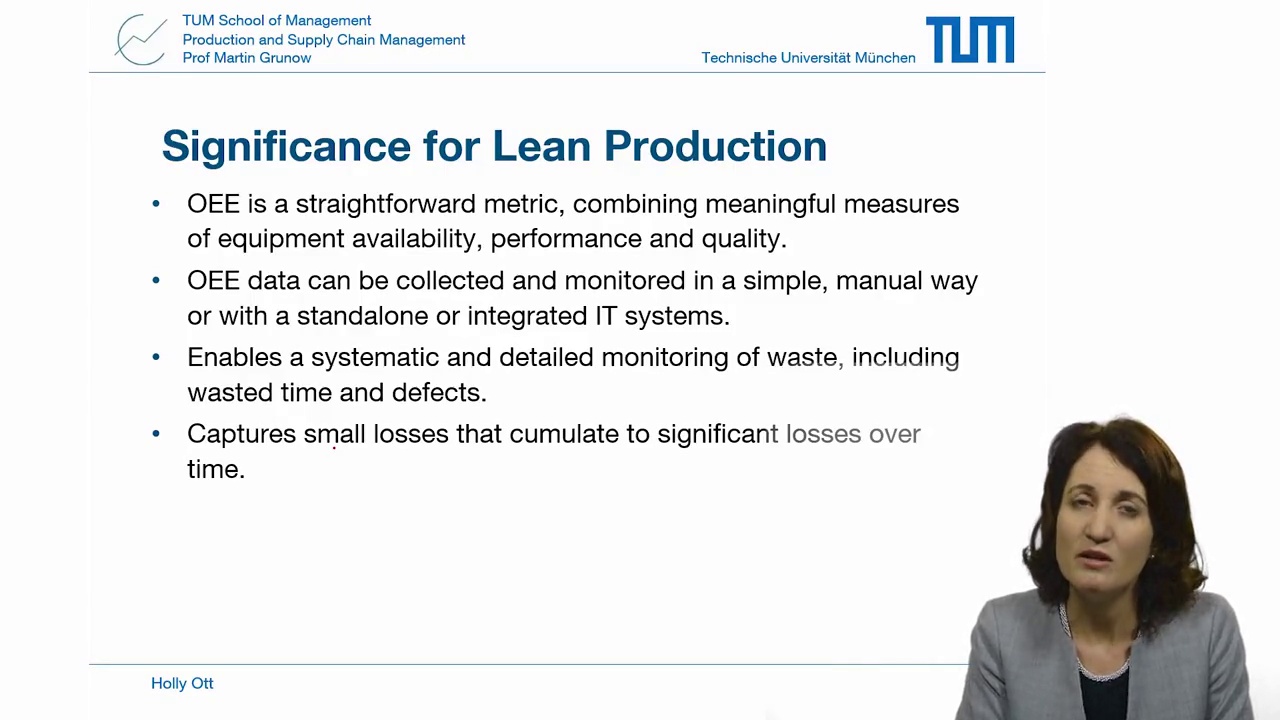 TUM School of Management
Production and Supply Chain Management
Prof Martin Grunow
Technische Universität München
TUM
Significance for Lean Production
• OEE is a straightforward metric, combining meaningful measures
of equipment availability, performance and quality.
• OEE data can be collected and monitored in a simple, manual way
or with a standalone or integrated IT systems.
• Enables a systematic and detailed monitoring of waste, including
wasted time and defects.
• Captures small losses that cumulate to significant losses over
time.
Holly Ott